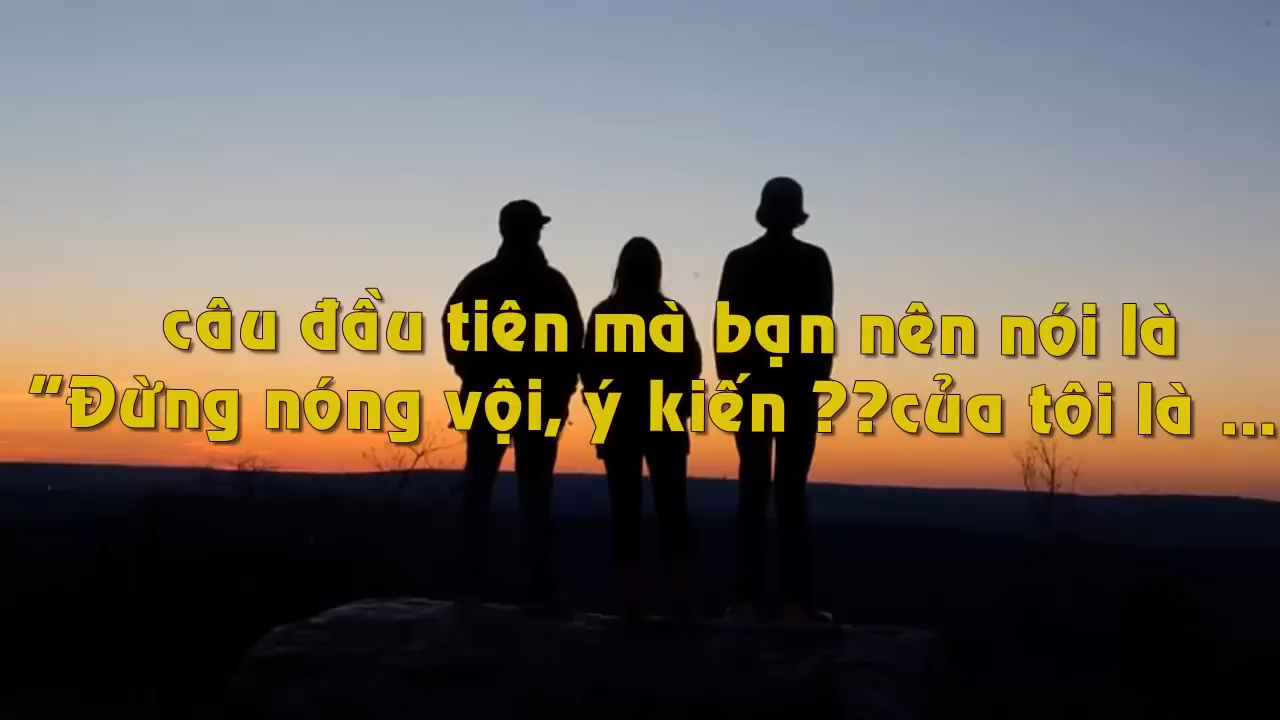 câu đầu tiên mà bạn nên nói là
“Đừng nóng vội, ý kiến ??của tôi là ...